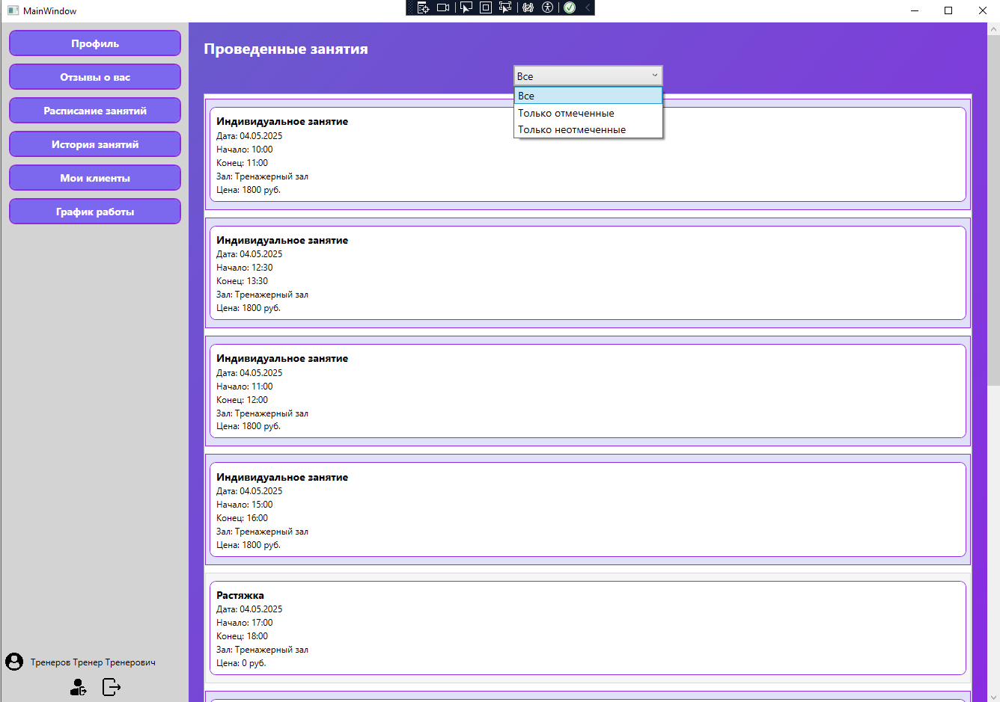 MainWindow
Профиль
Отзывы о вас
Расписание занятий
История занятий
Мои клиенты
График работы
Тренеров Тренер Тренерович
Проведенные занятия
Все
Все
Только отмеченные
Только неотмеченные
Индивидуальное занятие
Дата: 04.05.2025
Начало: 10:00
Конец: 11:00
Зал: Тренажерный зал
Цена: 1800 руб.
Индивидуальное занятие
Дата: 04.05.2025
Начало: 12:30
Конец: 13:30
Зал: Тренажерный зал
Цена: 1800 руб.
Индивидуальное занятие
Дата: 04.05.2025
Начало: 11:00
Конец: 12:00
Зал: Тренажерный зал
Цена: 1800 руб.
Индивидуальное занятие
Дата: 04.05.2025
Начало: 15:00
Конец: 16:00
Зал: Тренажерный зал
Цена: 1800 руб.
Растяжка
Дата: 04.05.2025
Начало: 17:00
Конец: 18:00
Зал: Тренажерный зал
Цена: 0 руб.